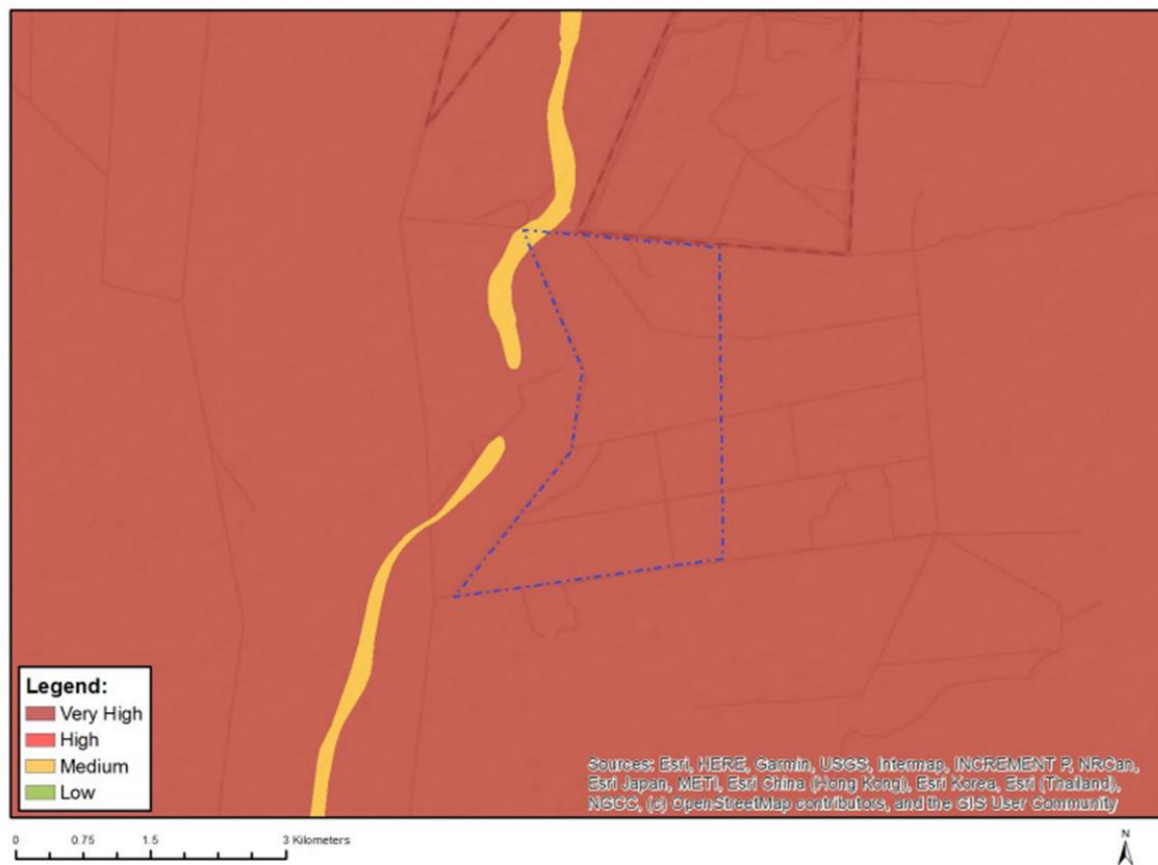 Legend:
Very High
High
Medium
Low
Sources: Esri, HERE, Garmin, USGS, Intermap, INCREMENT P, NRCan,
Esri Japan, METI, Esri China (Hong Kong), Esri Korea, Esri (Thailand),
NGCC, (c) OpenStreetMap contributors, and the GIS User Community
0 0.75 1.5 3 Kilometers
N